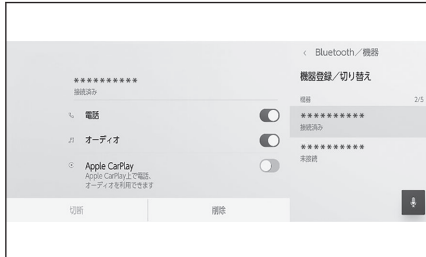 ＊＊＊＊＊＊＊＊＊＊
接続済み
電話
オーディオ
Apple CarPlay
Apple CarPlay上で電話、
オーディオを利用できます
切断
削除
＜ Bluetooth／機器
機器登録／切り替え
機器 2/5
＊＊＊＊＊＊＊＊＊＊
接続済み
＊＊＊＊＊＊＊＊＊＊
未接続